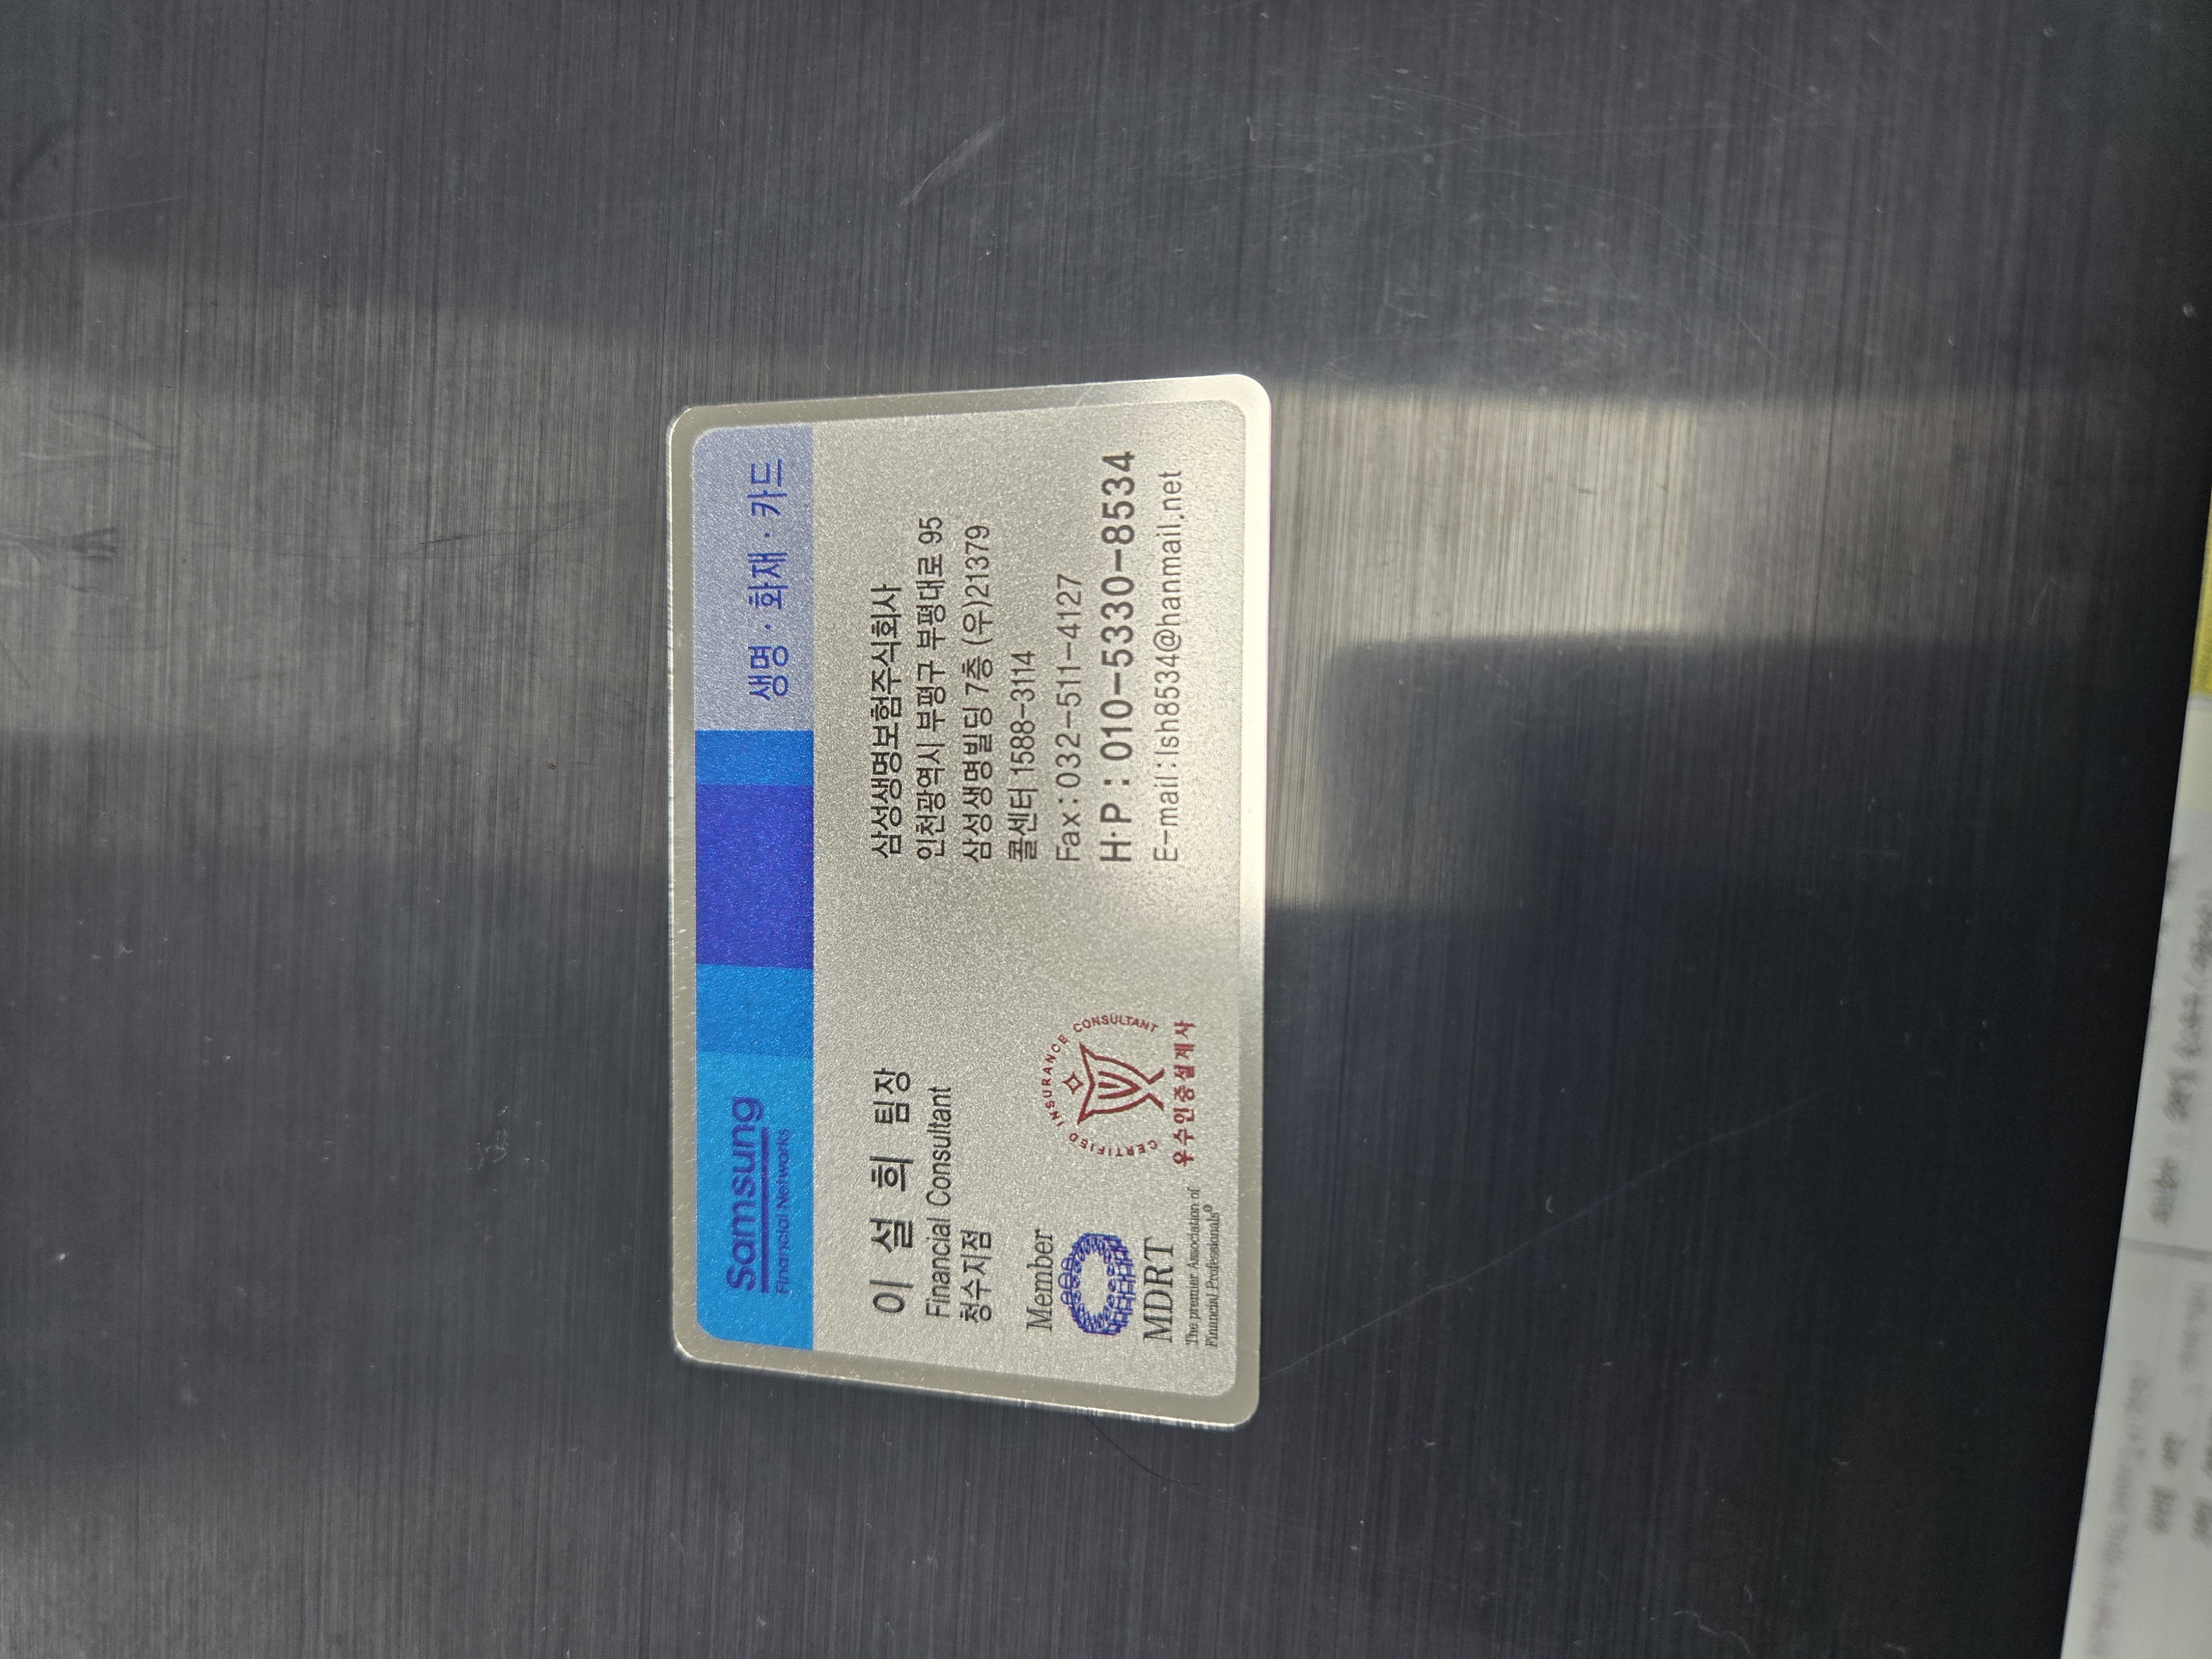 Samsung
Financial Networks
생명 · 화재 · 카드
이 설 희 팀장
Financial Consultant
청수지점
Member
MDRT
The premier Association of
Financial Professionals®
CERTIFIED INSURANCE CONSULTANT
우수인증설계사
삼성생명보험주식회사
인천광역시 부평구 부평대로 95
삼성생명빌딩 7층 (우)21379
콜센터 1588-3114
Fax : 032-511-4127
H·P : 010-5330-8534
E-mail : lsh8534@hanmail.net